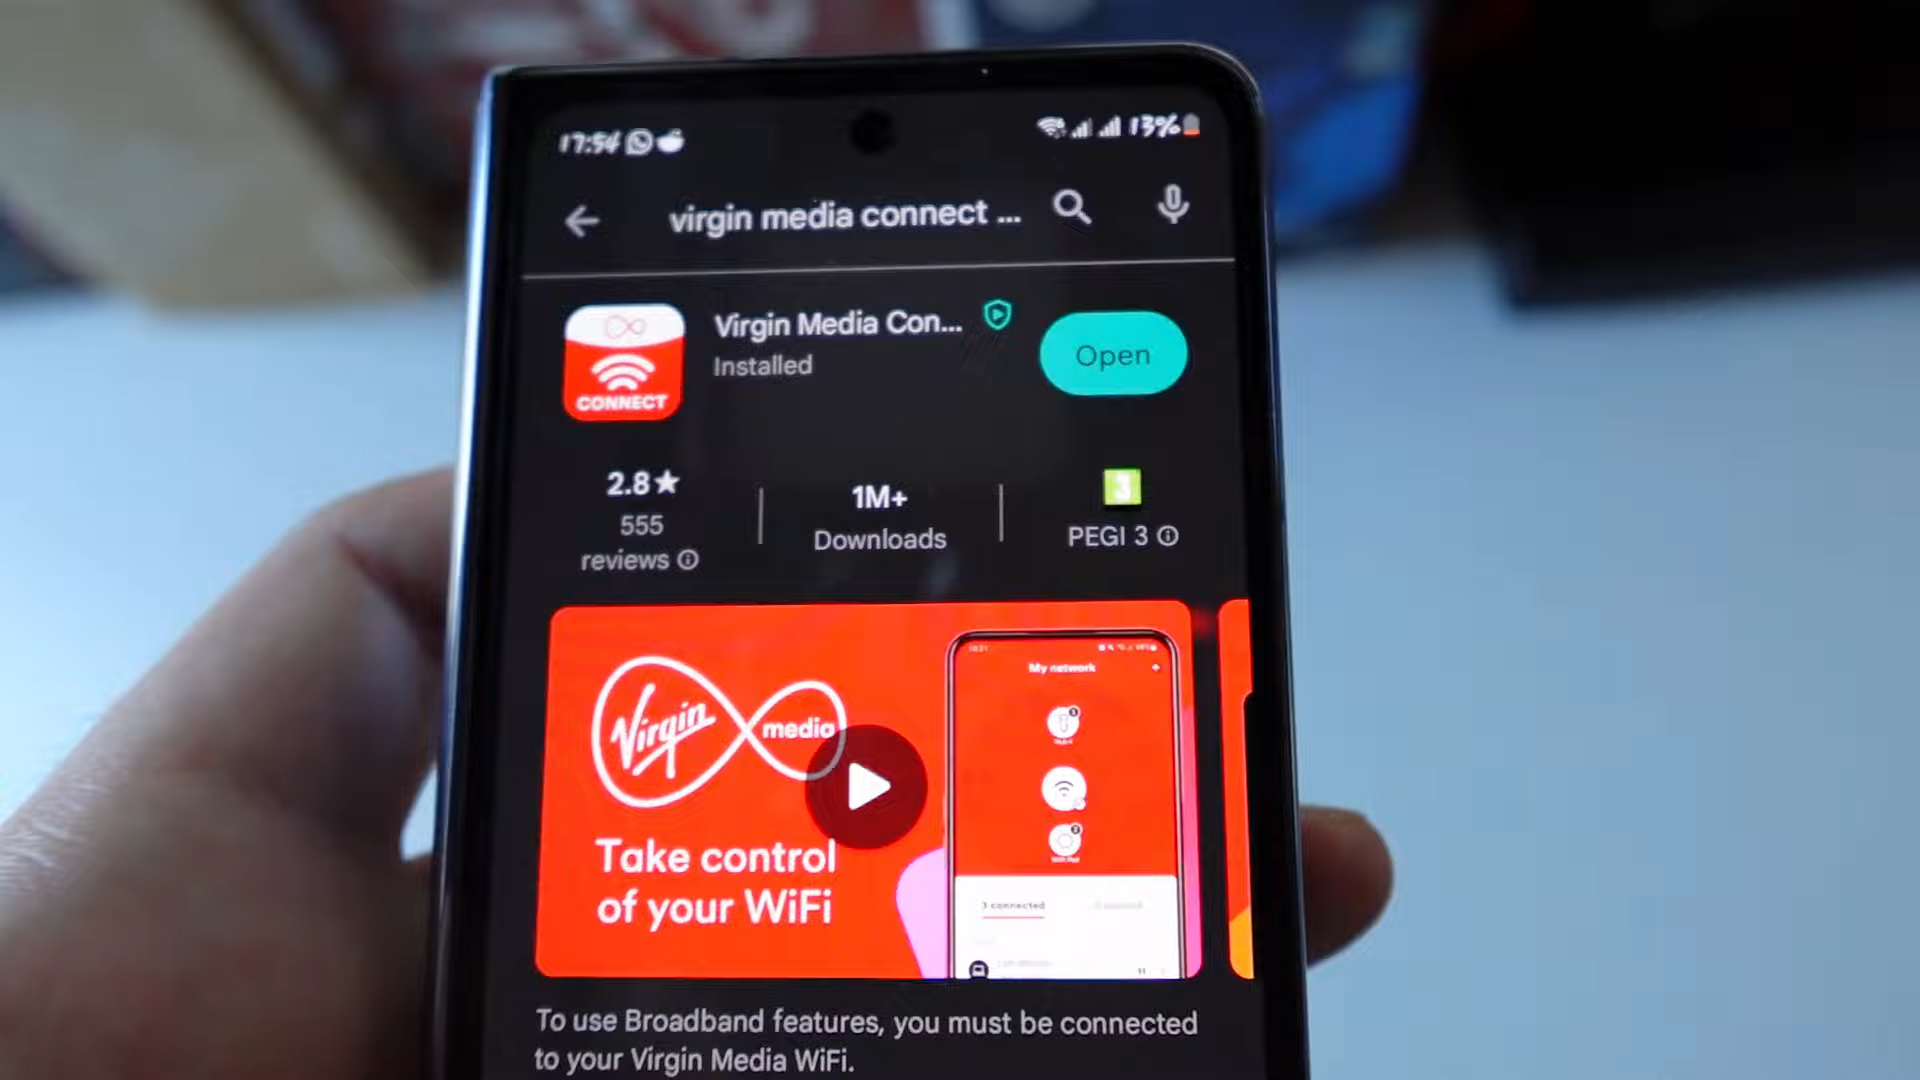 17:54
13%
virgin media connect ...
Virgin Media Con...
Installed
Open
CONNECT
2.8★
555
reviews
1M+
Downloads
3
PEGI 3
My network
Virgin media
Take control
of your WiFi
3 connected
To use Broadband features, you must be connected
to your Virgin Media WiFi.